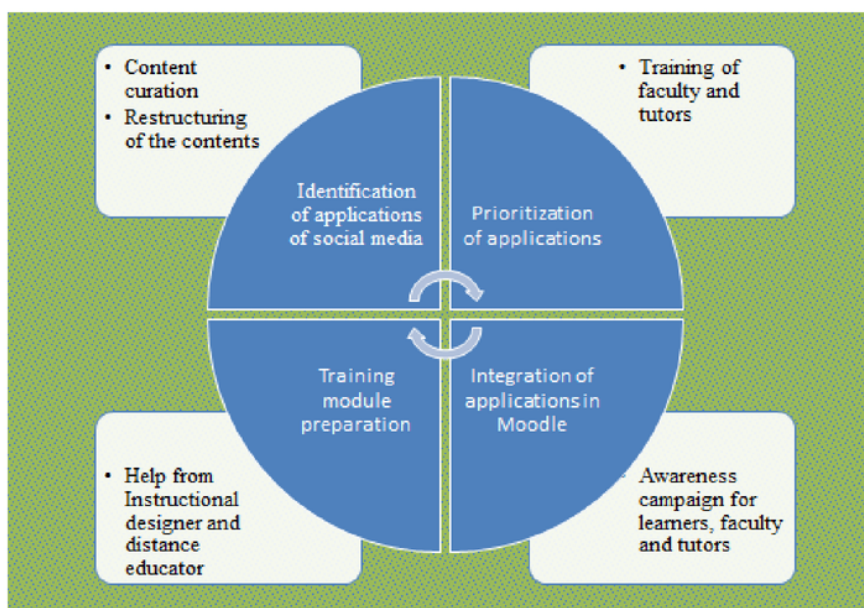 • Content
curation
• Restructuring
of the contents
• Training of
faculty and
tutors
Identification
of applications
of social media
Prioritization
of applications
Training
module
preparation
Integration of
applications in
Moodle
• Help from
Instructional
designer and
distance
educator
• Awareness
campaign for
learners, faculty
and tutors